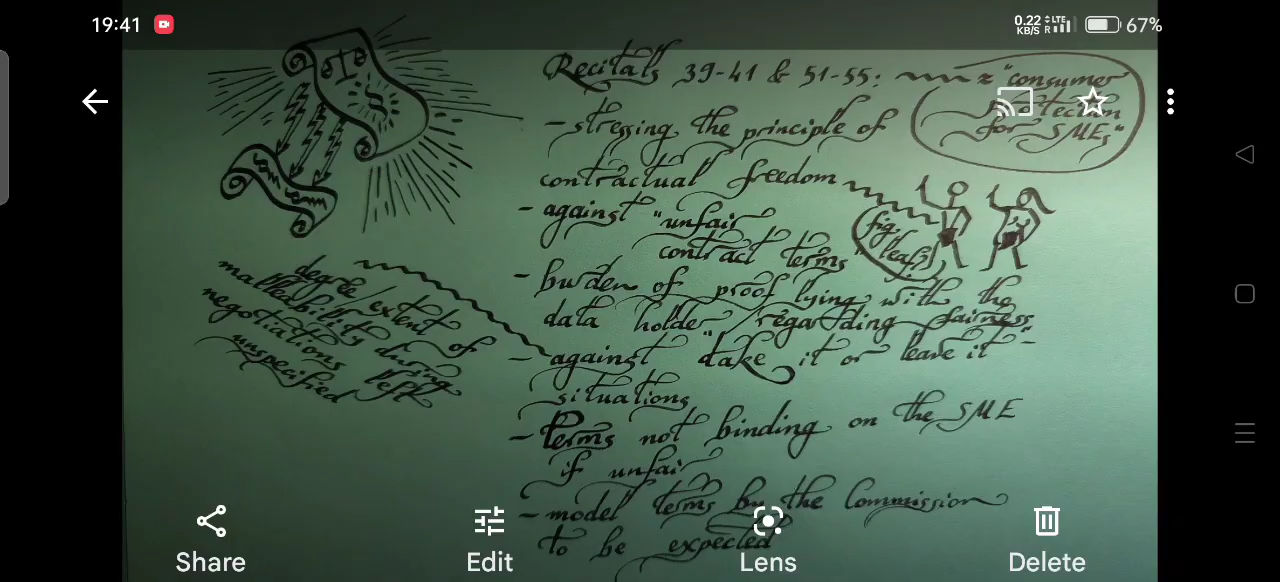 19:41
0.22 KB/S
LTE
R
67%
Recitals 39-41 & 51-55:
"consumer
protection
for SMEs"
- stressing the principle of
contractual freedom
- against "unfair
contract terms"
fig
leafs
- burden of proof lying with the
data holder / regarding fairness
- against "take it or leave it"-
situations
degree/extent of
malleability during
negotiations left
unspecified
- Terms not binding on the SME
if unfair
- model terms by the Commission
to be expected
Share
Edit
Lens
Delete